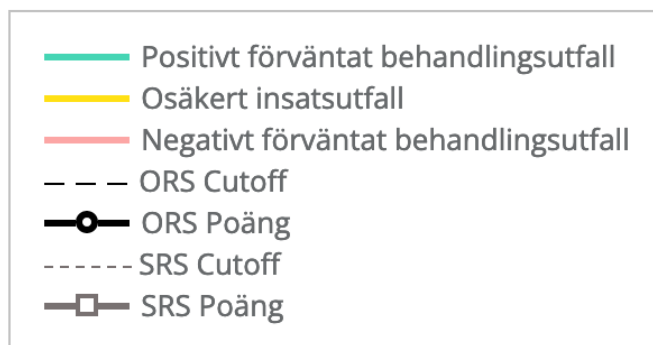 Positivt förväntat behandlingsutfall
Osäkert insatsutfall
Negativt förväntat behandlingsutfall
ORS Cutoff
ORS Poäng
SRS Cutoff
SRS Poäng